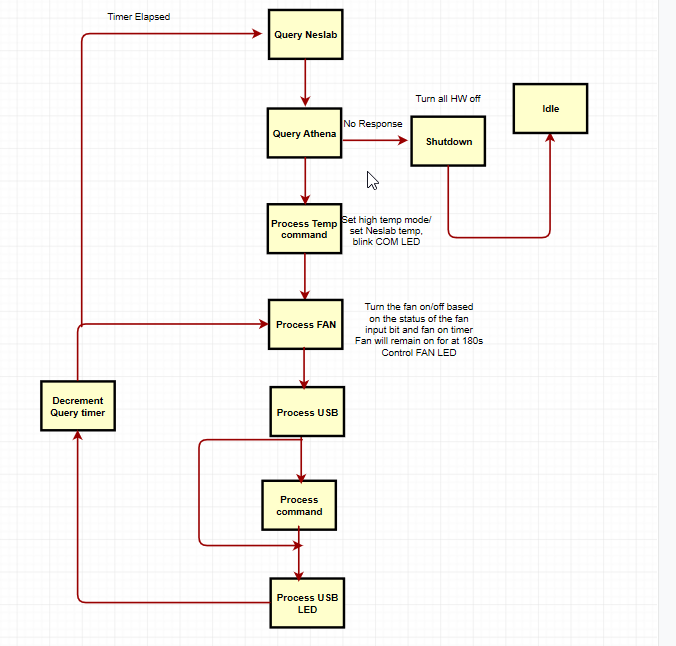 Timer Elapsed
Query Neslab
Turn all HW off
Idle
Query Athena
No Response
Shutdown
Process Temp
command
Set high temp mode/
set Neslab temp,
blink COM LED
Process FAN
Turn the fan on/off based
on the status of the fan
input bit and fan on timer
Fan will remain on for at 180s
Control FAN LED
Decrement
Query timer
Process USB
Process
command
Process USB
LED